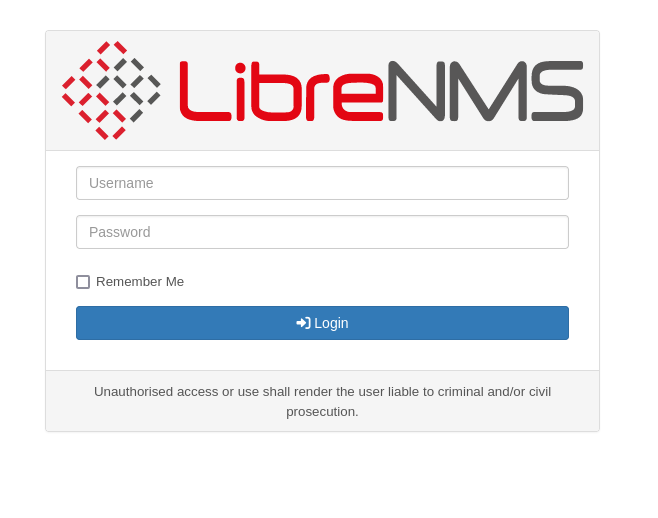 LibreNMS
Username
Password
Remember Me
Login
Unauthorised access or use shall render the user liable to criminal and/or civil
prosecution.